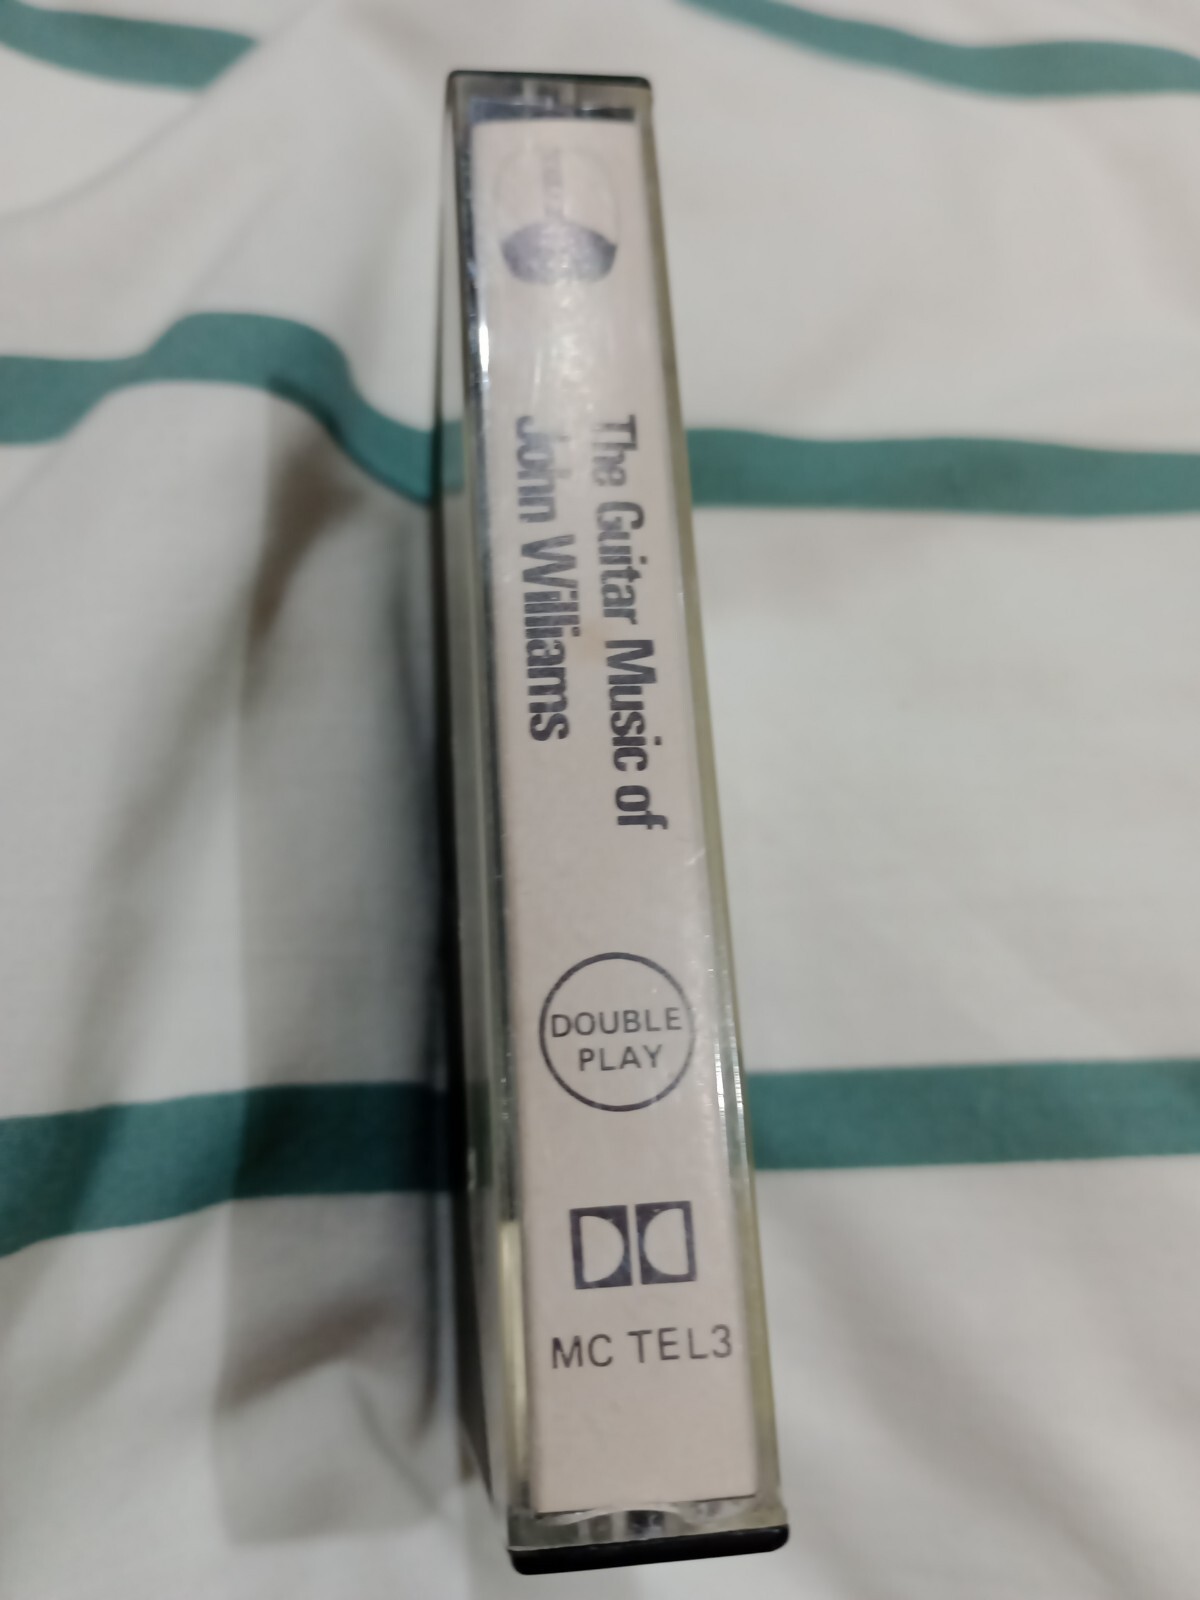 The Guitar Music of
John Williams
DOUBLE
PLAY
MC TEL3